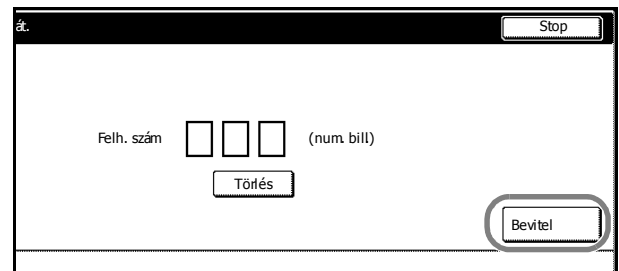 át.
Stop
Felh. szám
(num. bill.)
Törlés
Bevitel